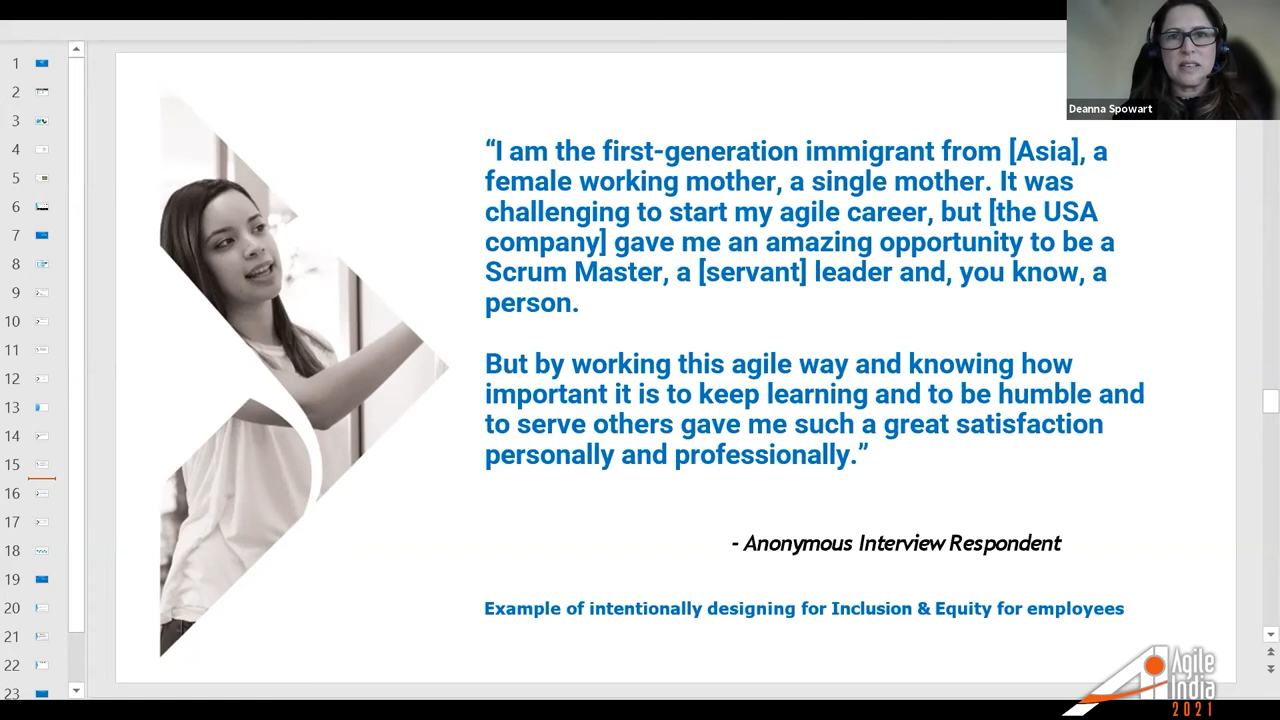 Deanna Spowart
1
2
3
4
5
6
7
8
9
10
11
12
13
14
15
16
17
18
19
20
21
22
23
“I am the first-generation immigrant from [Asia], a
female working mother, a single mother. It was
challenging to start my agile career, but [the USA
company] gave me an amazing opportunity to be a
Scrum Master, a [servant] leader and, you know, a
person.
But by working this agile way and knowing how
important it is to keep learning and to be humble and
to serve others gave me such a great satisfaction
personally and professionally.”
- Anonymous Interview Respondent
Example of intentionally designing for Inclusion & Equity for employees
Agile
India
2021